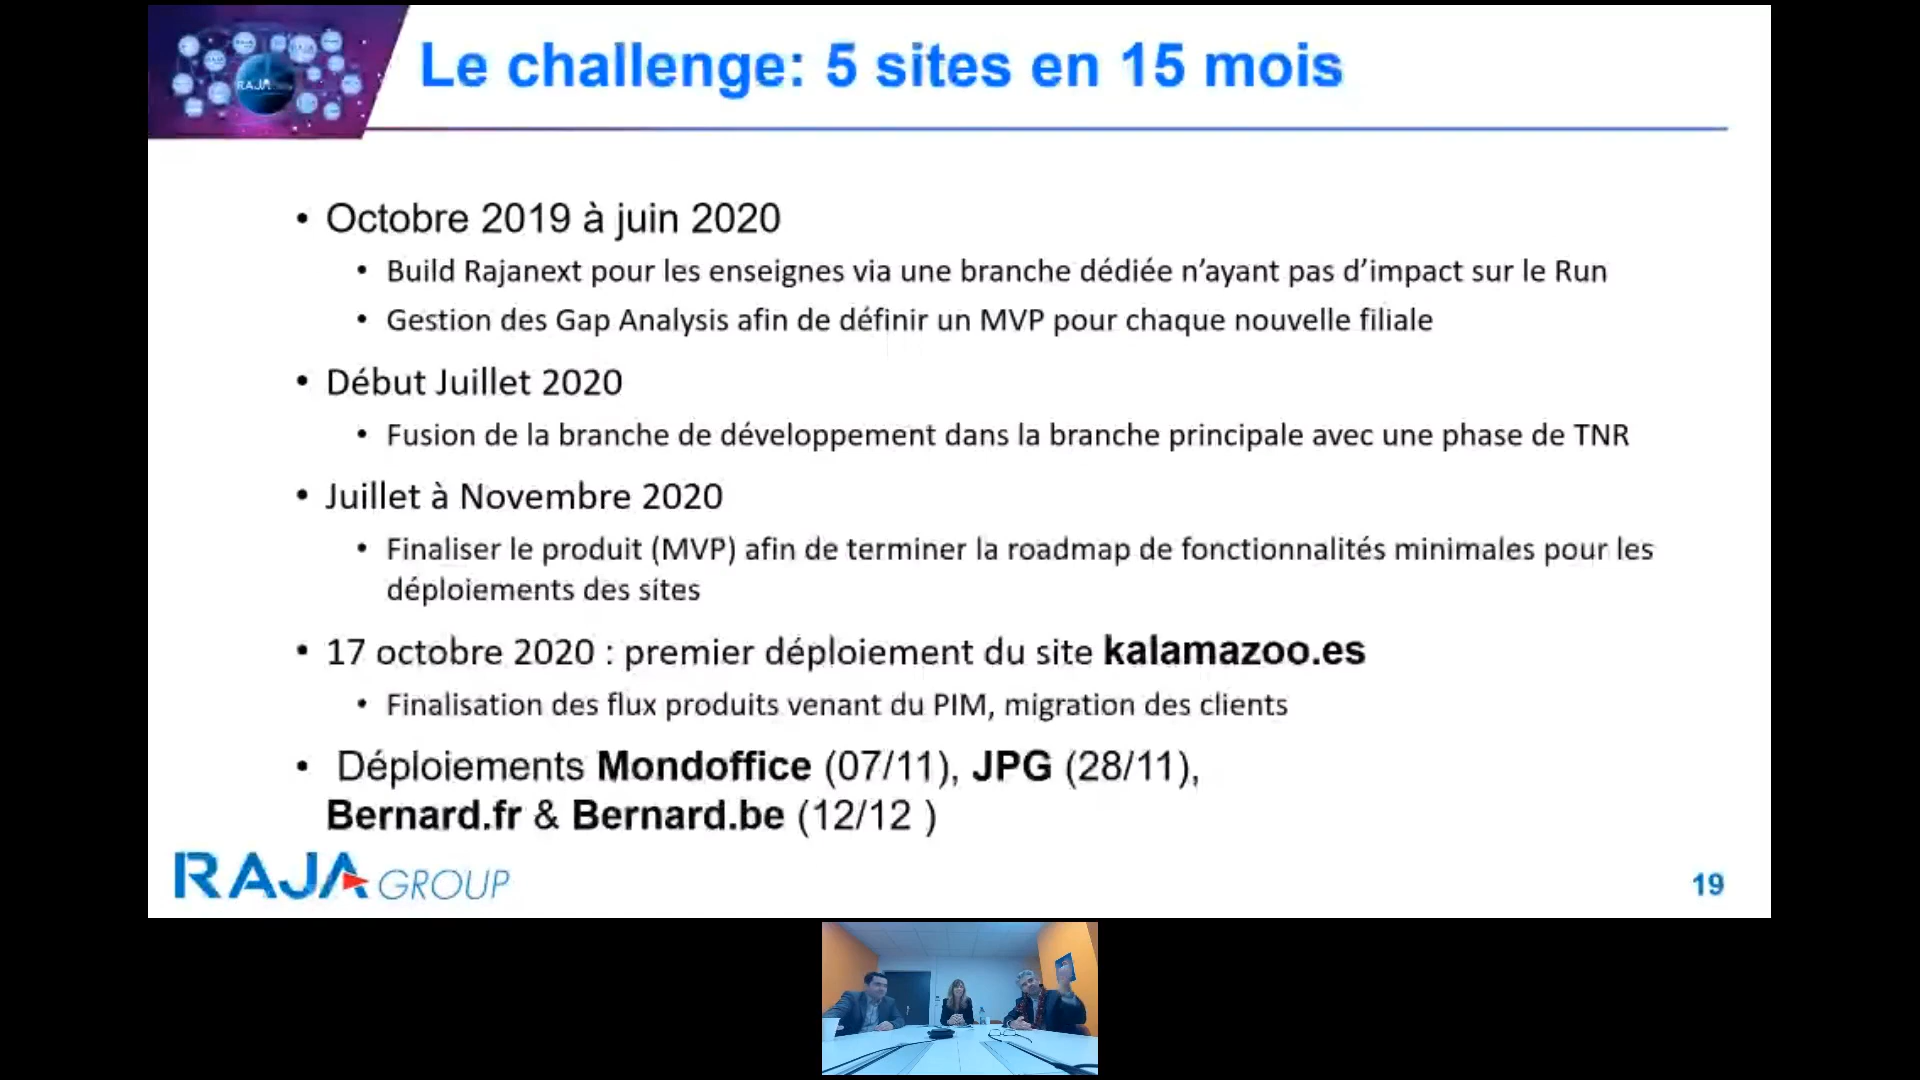 RAJA
Le challenge: 5 sites en 15 mois
• Octobre 2019 à juin 2020
• Build Rajanext pour les enseignes via une branche dédiée n’ayant pas d’impact sur le Run
• Gestion des Gap Analysis afin de définir un MVP pour chaque nouvelle filiale
• Début Juillet 2020
• Fusion de la branche de développement dans la branche principale avec une phase de TNR
• Juillet à Novembre 2020
• Finaliser le produit (MVP) afin de terminer la roadmap de fonctionnalités minimales pour les
déploiements des sites
• 17 octobre 2020 : premier déploiement du site kalamazoo.es
• Finalisation des flux produits venant du PIM, migration des clients
• Déploiements Mondoffice (07/11), JPG (28/11),
Bernard.fr & Bernard.be (12/12 )
RAJA GROUP
19